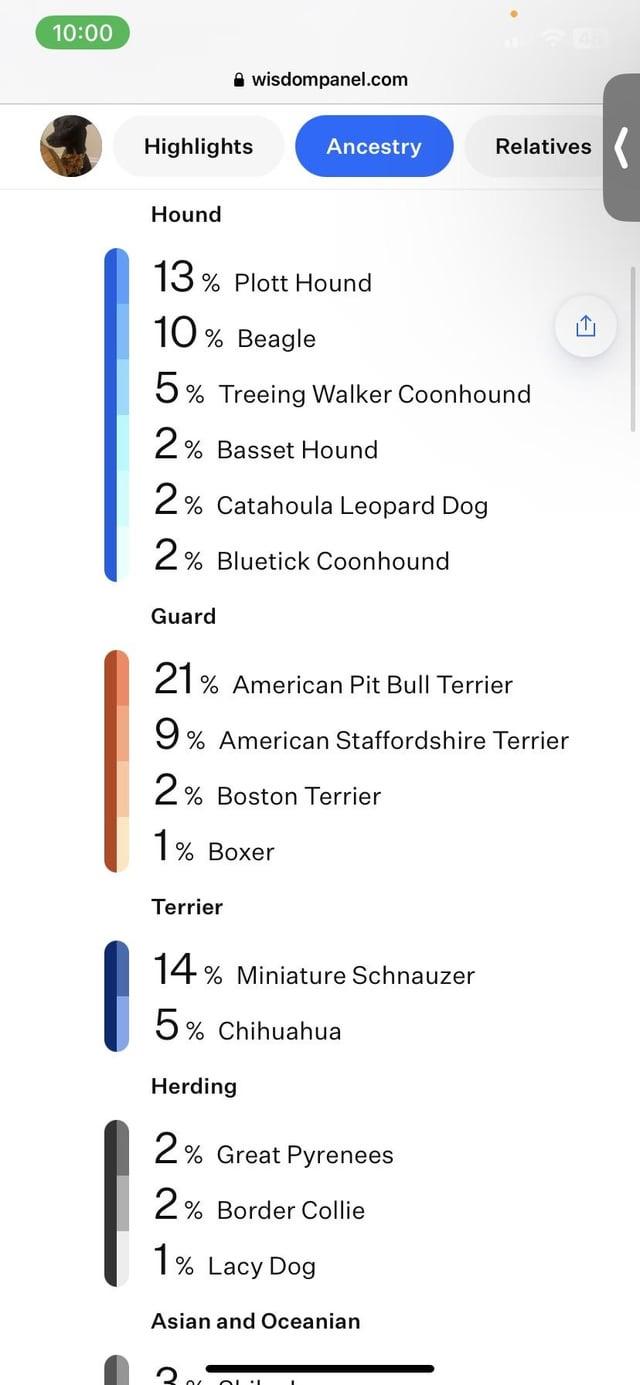 10:00
wisdompanel.com
Highlights
Ancestry
Relatives
Hound
13 % Plott Hound
10 % Beagle
5 % Treeing Walker Coonhound
2 % Basset Hound
2 % Catahoula Leopard Dog
2 % Bluetick Coonhound
Guard
21 % American Pit Bull Terrier
9 % American Staffordshire Terrier
2 % Boston Terrier
1 % Boxer
Terrier
14 % Miniature Schnauzer
5 % Chihuahua
Herding
2 % Great Pyrenees
2 % Border Collie
1 % Lacy Dog
Asian and Oceanian